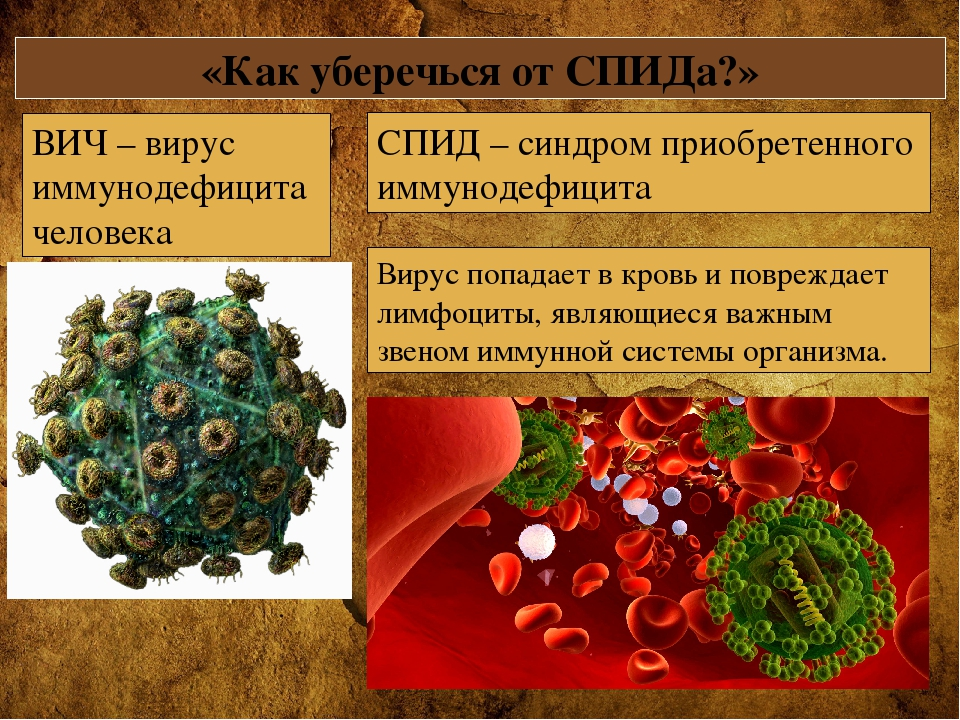 «Как уберечься от СПИДа?»
ВИЧ – вирус
иммунодефицита
человека
СПИД – синдром приобретенного
иммунодефицита
Вирус попадает в кровь и повреждает
лимфоциты, являющиеся важным
звеном иммунной системы организма.